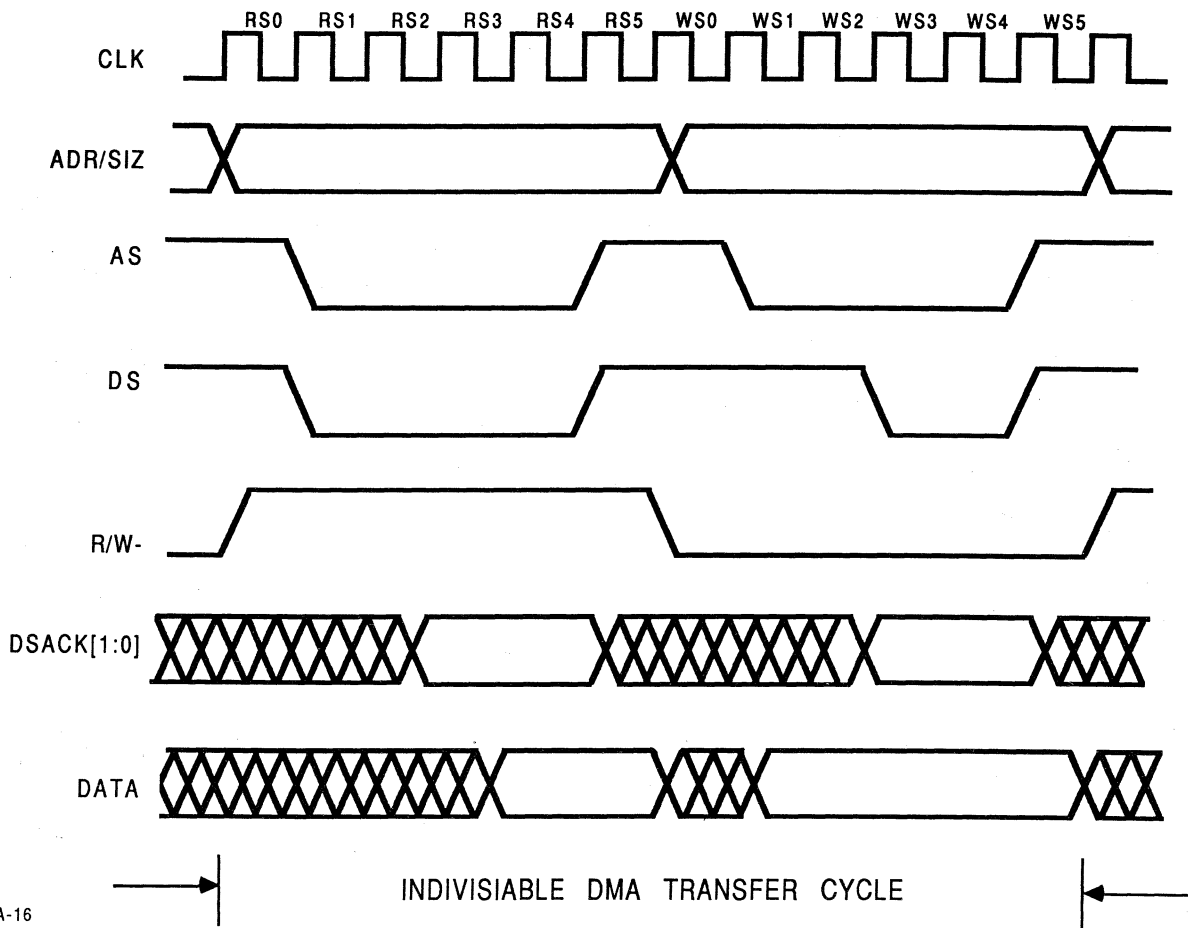 RS0 RS1 RS2 RS3 RS4 RS5 WS0 WS1 WS2 WS3 WS4 WS5
CLK
ADR/SIZ
AS
DS
R/W-
DSACK[1:0]
DATA
INDIVISIABLE DMA TRANSFER CYCLE
A-16